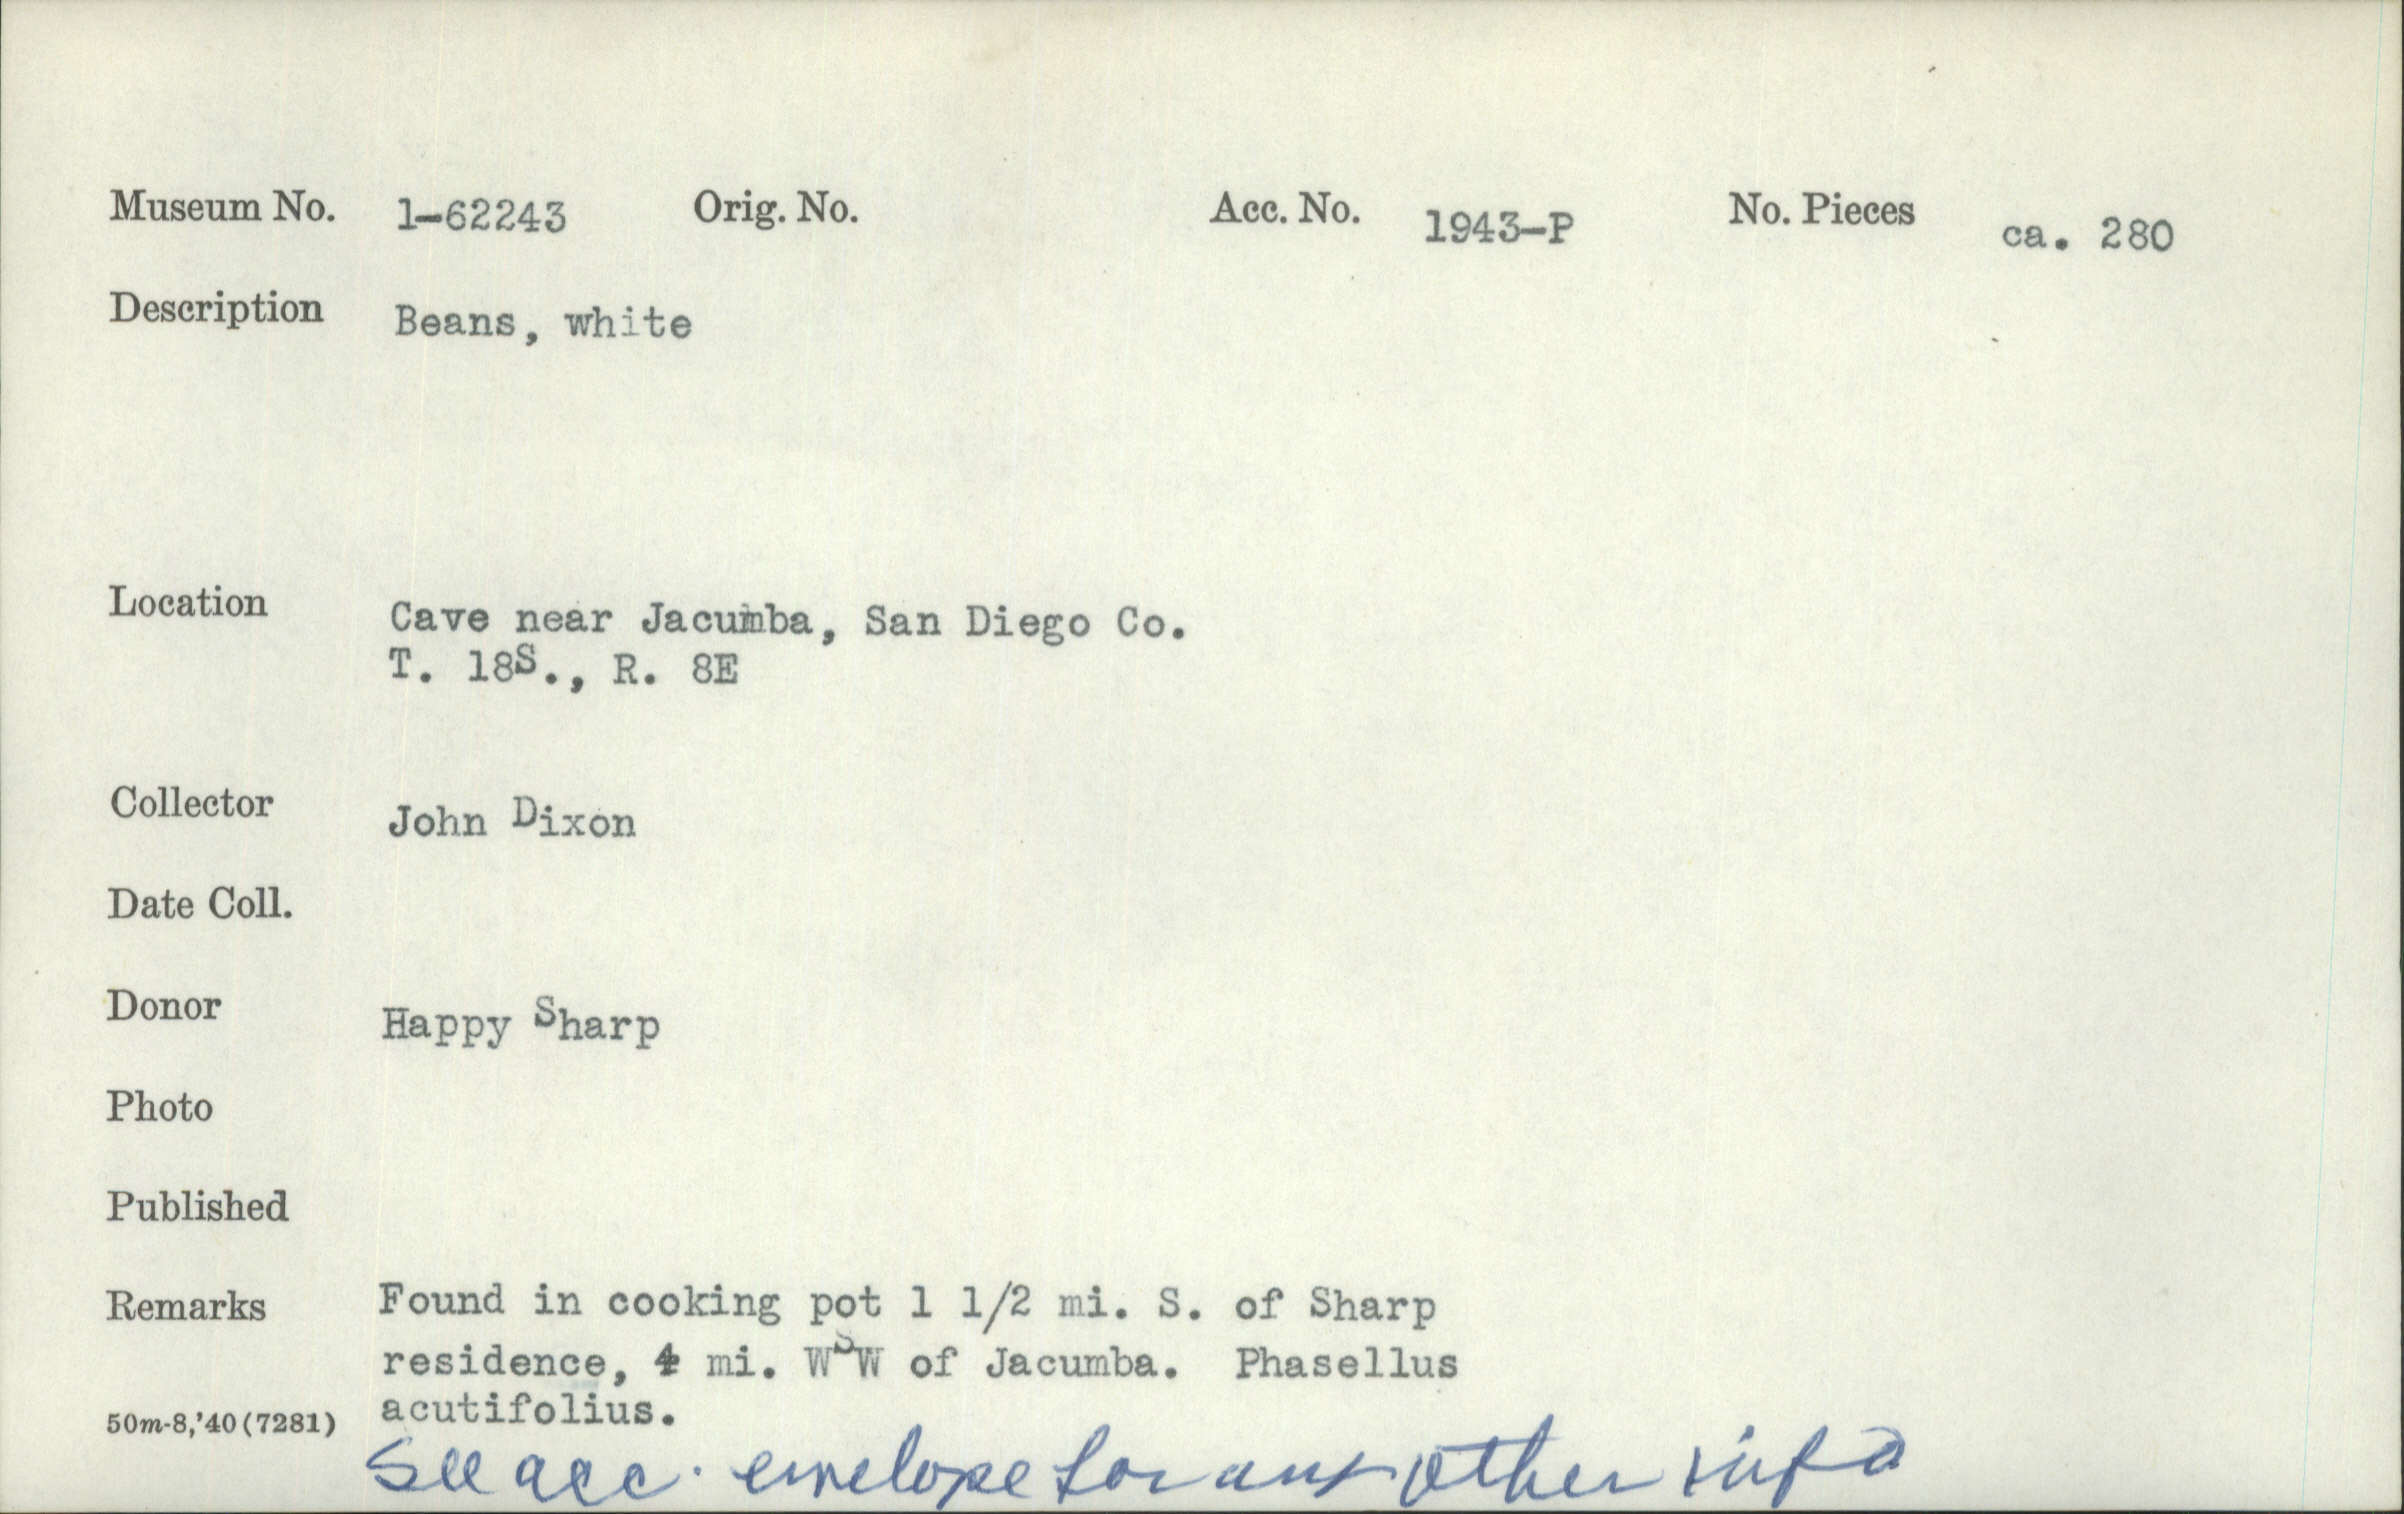 Museum No. 1-62243 Orig. No. Acc. No. 1943-P No. Pieces ca. 280
Description Beans, white
Location Cave near Jacumba, San Diego Co.
T. 18S., R. 8E
Collector John Dixon
Date Coll.
Donor Happy Sharp
Photo
Published
Remarks Found in cooking pot 1 1/2 mi. S. of Sharp
residence, 4 mi. WSW of Jacumba. Phasellus
50m-8,'40(7281) acutifolius.
See acc. envelope for any other info